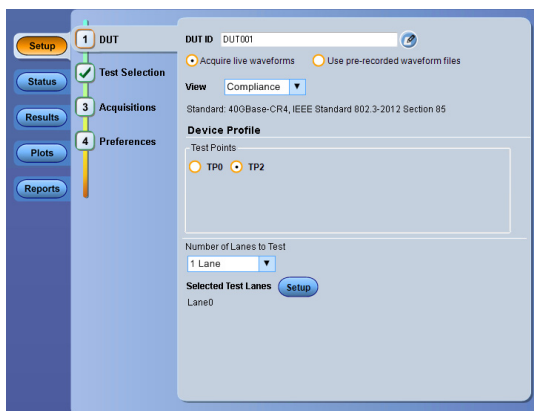 Setup
Status
Results
Plots
Reports
1 DUT
Test Selection
3 Acquisitions
4 Preferences
DUT ID DUT001
Acquire live waveforms Use pre-recorded waveform files
View Compliance
Standard: 40GBase-CR4, IEEE Standard 802.3-2012 Section 85
Device Profile
Test Points
TP0 TP2
Number of Lanes to Test
1 Lane
Selected Test Lanes Setup
Lane0